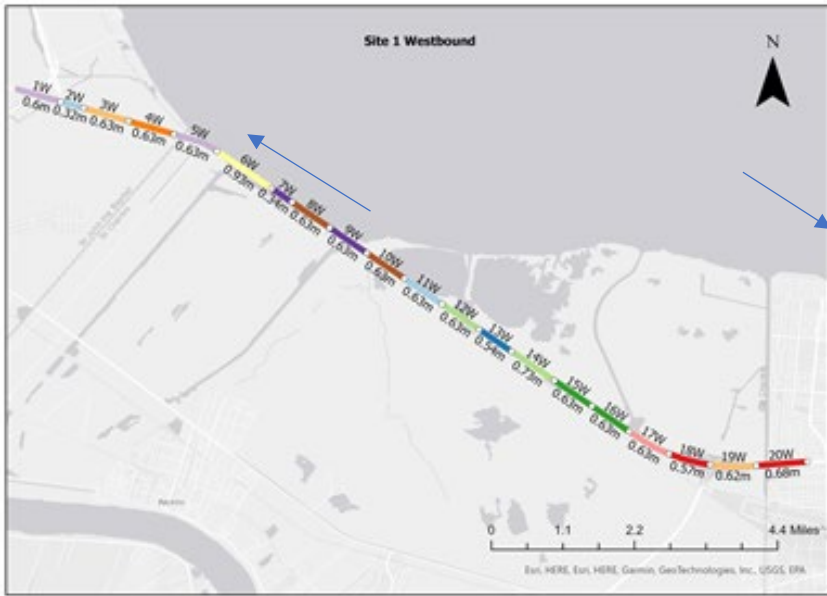 Site 1 Westbound
N
1W
0.6m
2W
0.32m
3W
0.63m
4W
0.63m
5W
0.63m
6W
0.93m
7W
0.34m
8W
0.63m
9W
0.63m
10W
0.63m
11W
0.63m
12W
0.63m
13W
0.54m
14W
0.73m
15W
0.63m
16W
0.63m
17W
0.63m
18W
0.57m
19W
0.62m
20W
0.68m
0 1.1 2.2 4.4 Miles
Esri, HERE, Esri, HERE, Garmin, GeoTechnologies, Inc., USGS, EPA